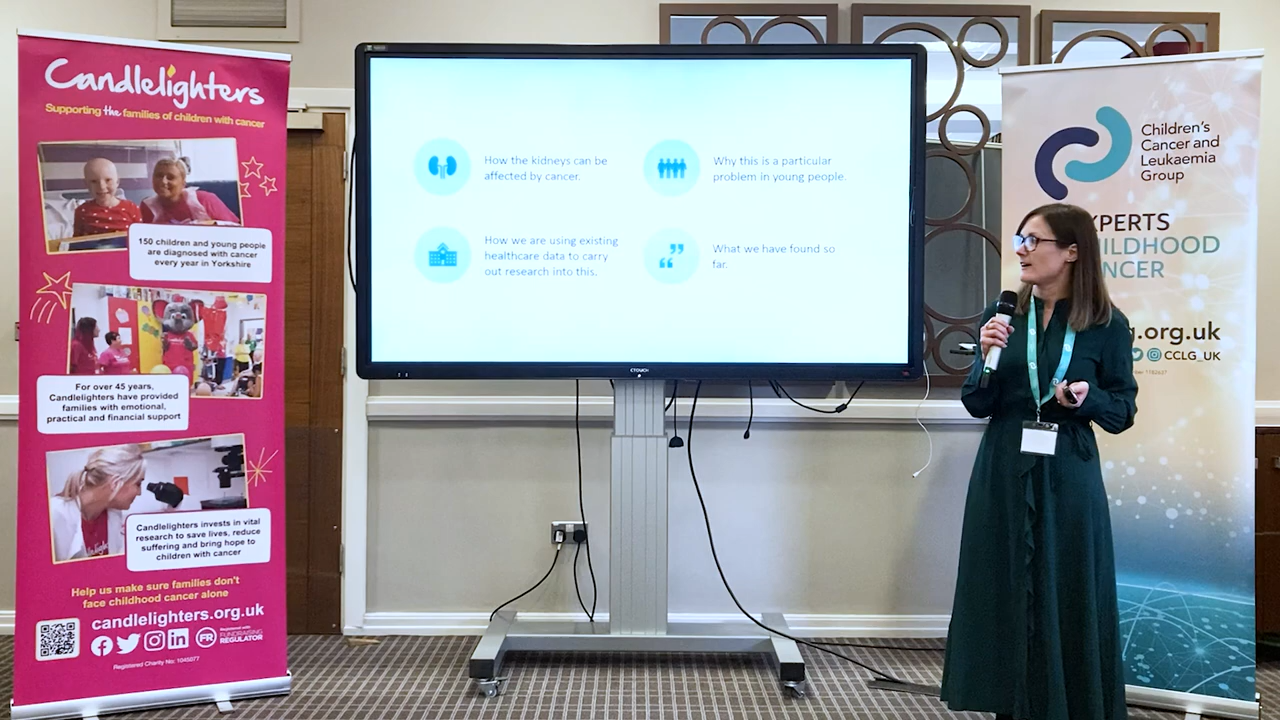 Candlelighters
Supporting the families of children with cancer
150 children and young people
are diagnosed with cancer
every year in Yorkshire
For over 45 years,
Candlelighters have provided
families with emotional,
practical and financial support
Candlelighters invests in vital
research to save lives, reduce
suffering and bring hope to
children with cancer
Help us make sure families don't
face childhood cancer alone
candlelighters.org.uk
FR
Registered with
FUNDRAISING
REGULATOR
Registered Charity No: 1045077
How the kidneys can be
affected by cancer.
Why this is a particular
problem in young people.
How we are using existing
healthcare data to carry
out research into this.
What we have found so
far.
CTOUCH
Children's
Cancer and
Leukaemia
Group
XPERTS
HILDHOOD
ANCER
g.org.uk
CCLG_UK